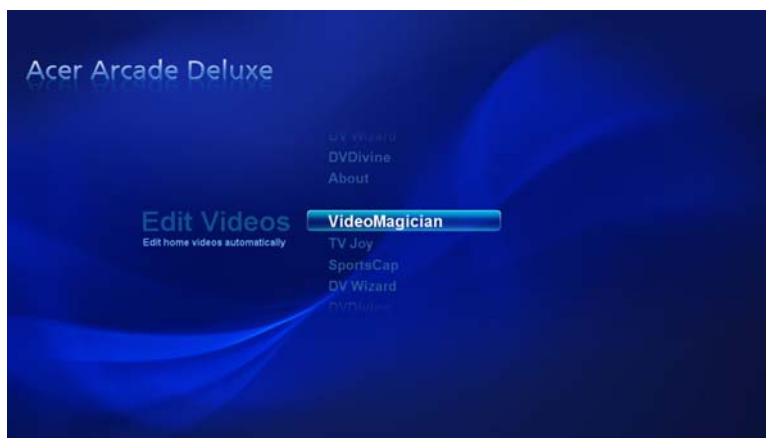 Acer Arcade Deluxe
DV Wizard
DVDivine
About
Edit Videos
Edit home videos automatically
VideoMagician
TV Joy
SportsCap
DV Wizard
DVDivine